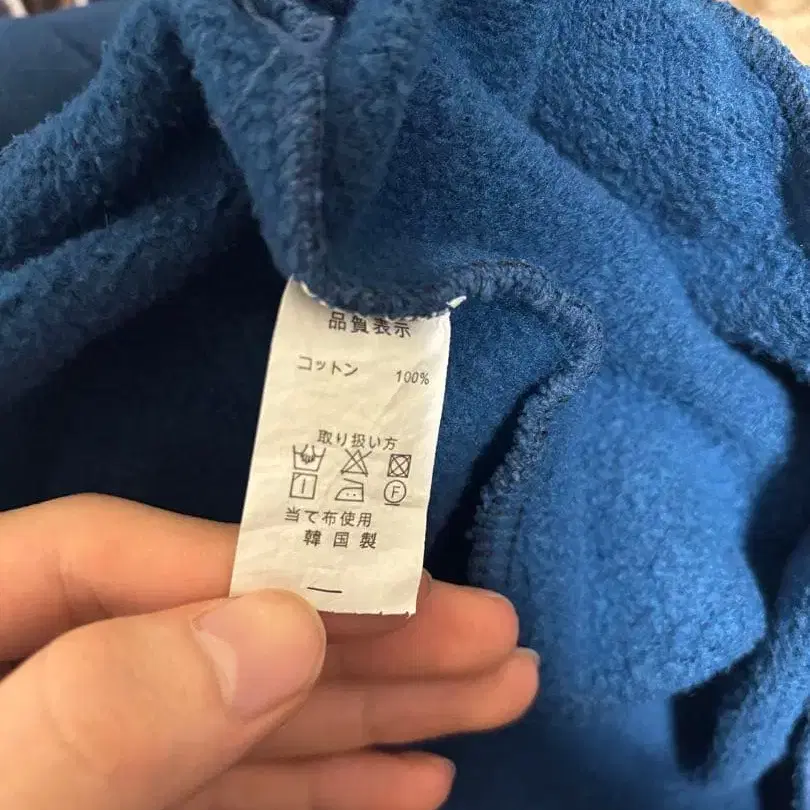 品質表示
コットン 100%
取り扱い方
F
当て布使用
韓国製